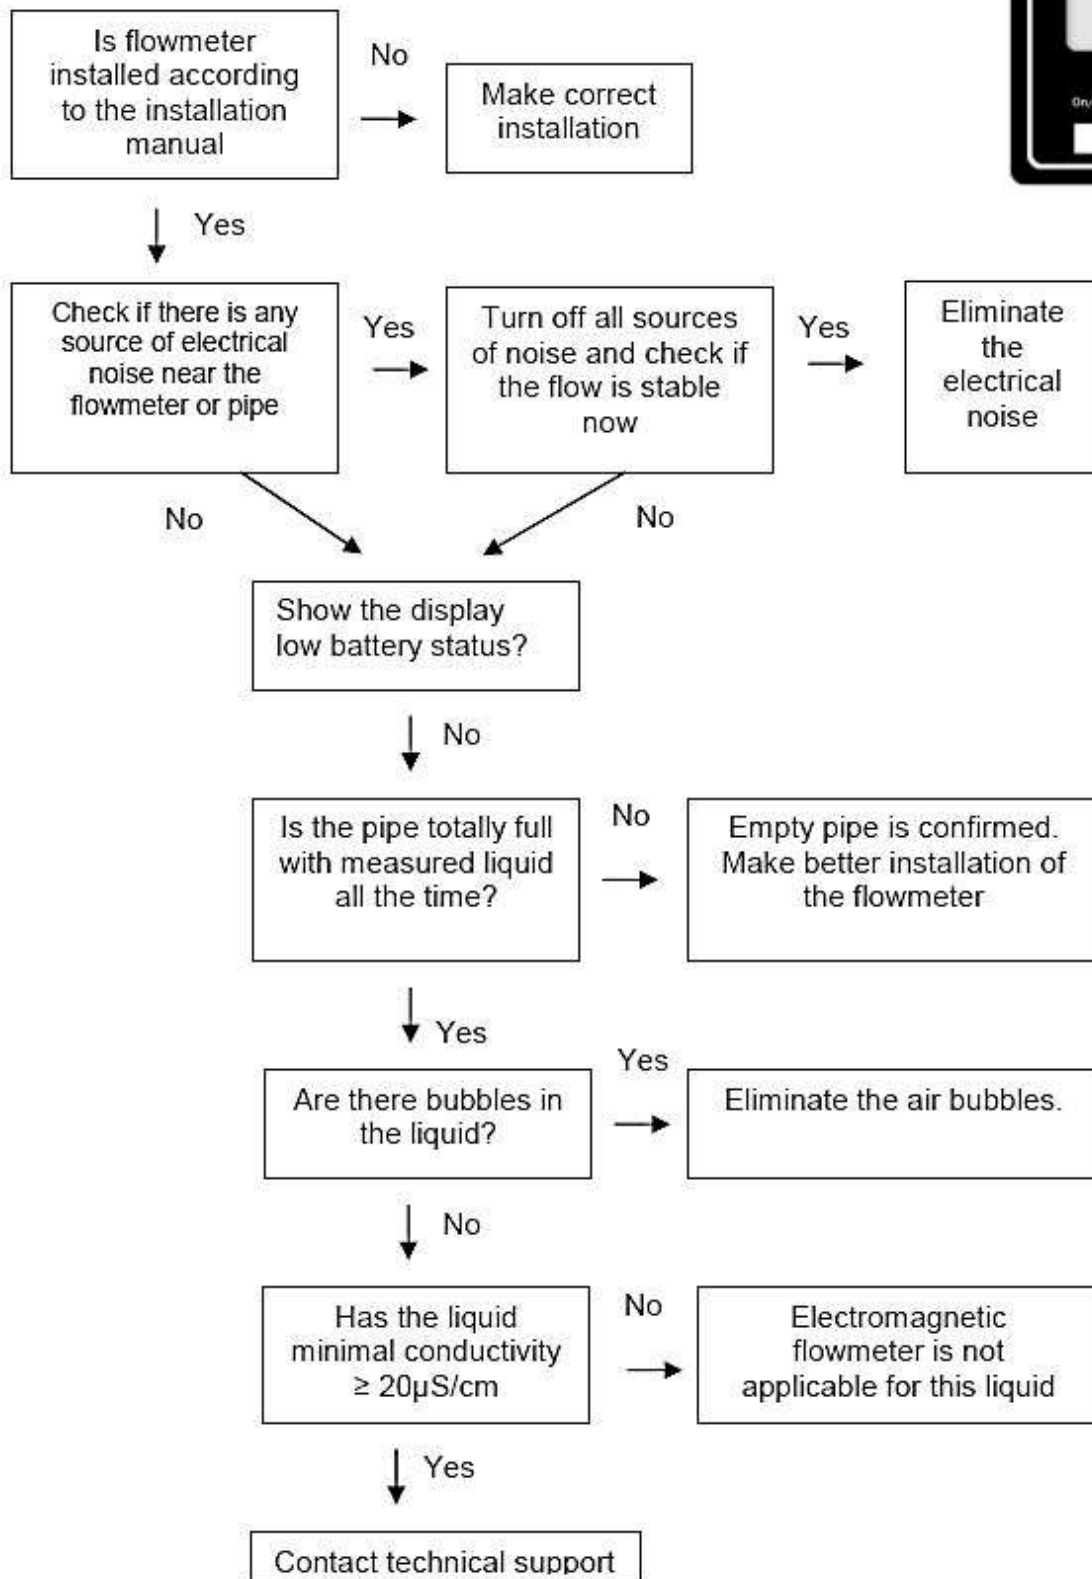 Is flowmeter
installed according
to the installation
manual
No
Make correct
installation
On/
Yes
Check if there is any
source of electrical
noise near the
flowmeter or pipe
Yes
Turn off all sources
of noise and check if
the flow is stable
now
Yes
Eliminate
the
electrical
noise
No
No
Show the display
low battery status?
No
Is the pipe totally full
with measured liquid
all the time?
No
Empty pipe is confirmed.
Make better installation of
the flowmeter
Yes
Are there bubbles in
the liquid?
Yes
Eliminate the air bubbles.
No
Has the liquid
minimal conductivity
≥ 20µS/cm
No
Electromagnetic
flowmeter is not
applicable for this liquid
Yes
Contact technical support